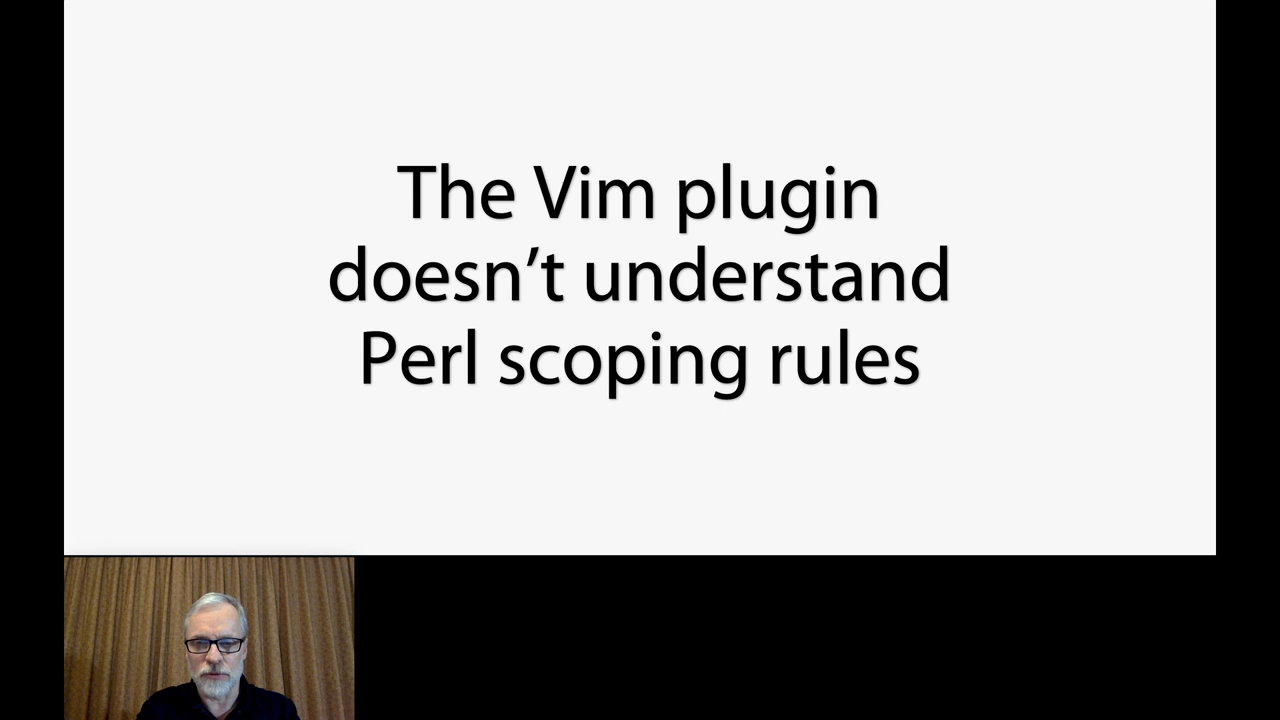 The Vim plugin
doesn’t understand
Perl scoping rules